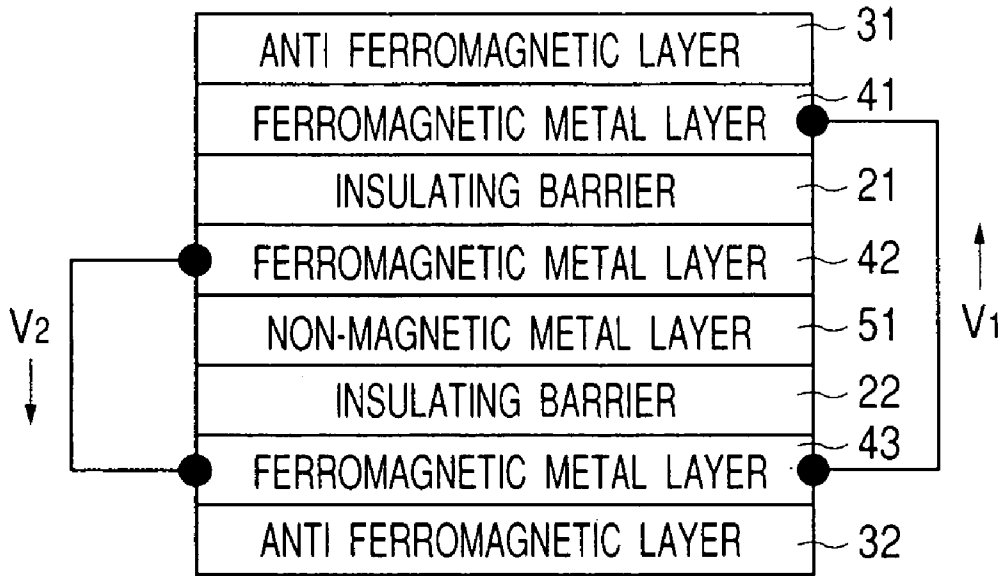 ANTI FERROMAGNETIC LAYER 31
FERROMAGNETIC METAL LAYER 41
INSULATING BARRIER 21
FERROMAGNETIC METAL LAYER 42
NON-MAGNETIC METAL LAYER 51
V2
V1
INSULATING BARRIER 22
FERROMAGNETIC METAL LAYER 43
ANTI FERROMAGNETIC LAYER 32